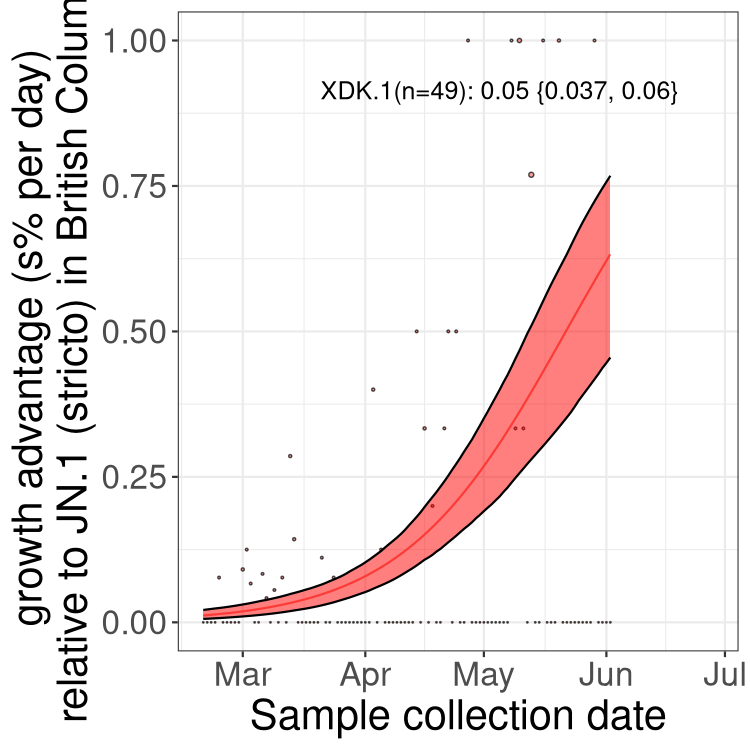 growth advantage (s% per day)
relative to JN.1 (stricto) in British Colum
1.00
0.75
0.50
0.25
0.00
XDK.1(n=49): 0.05 {0.037, 0.06}
Mar Apr May Jun Jul
Sample collection date